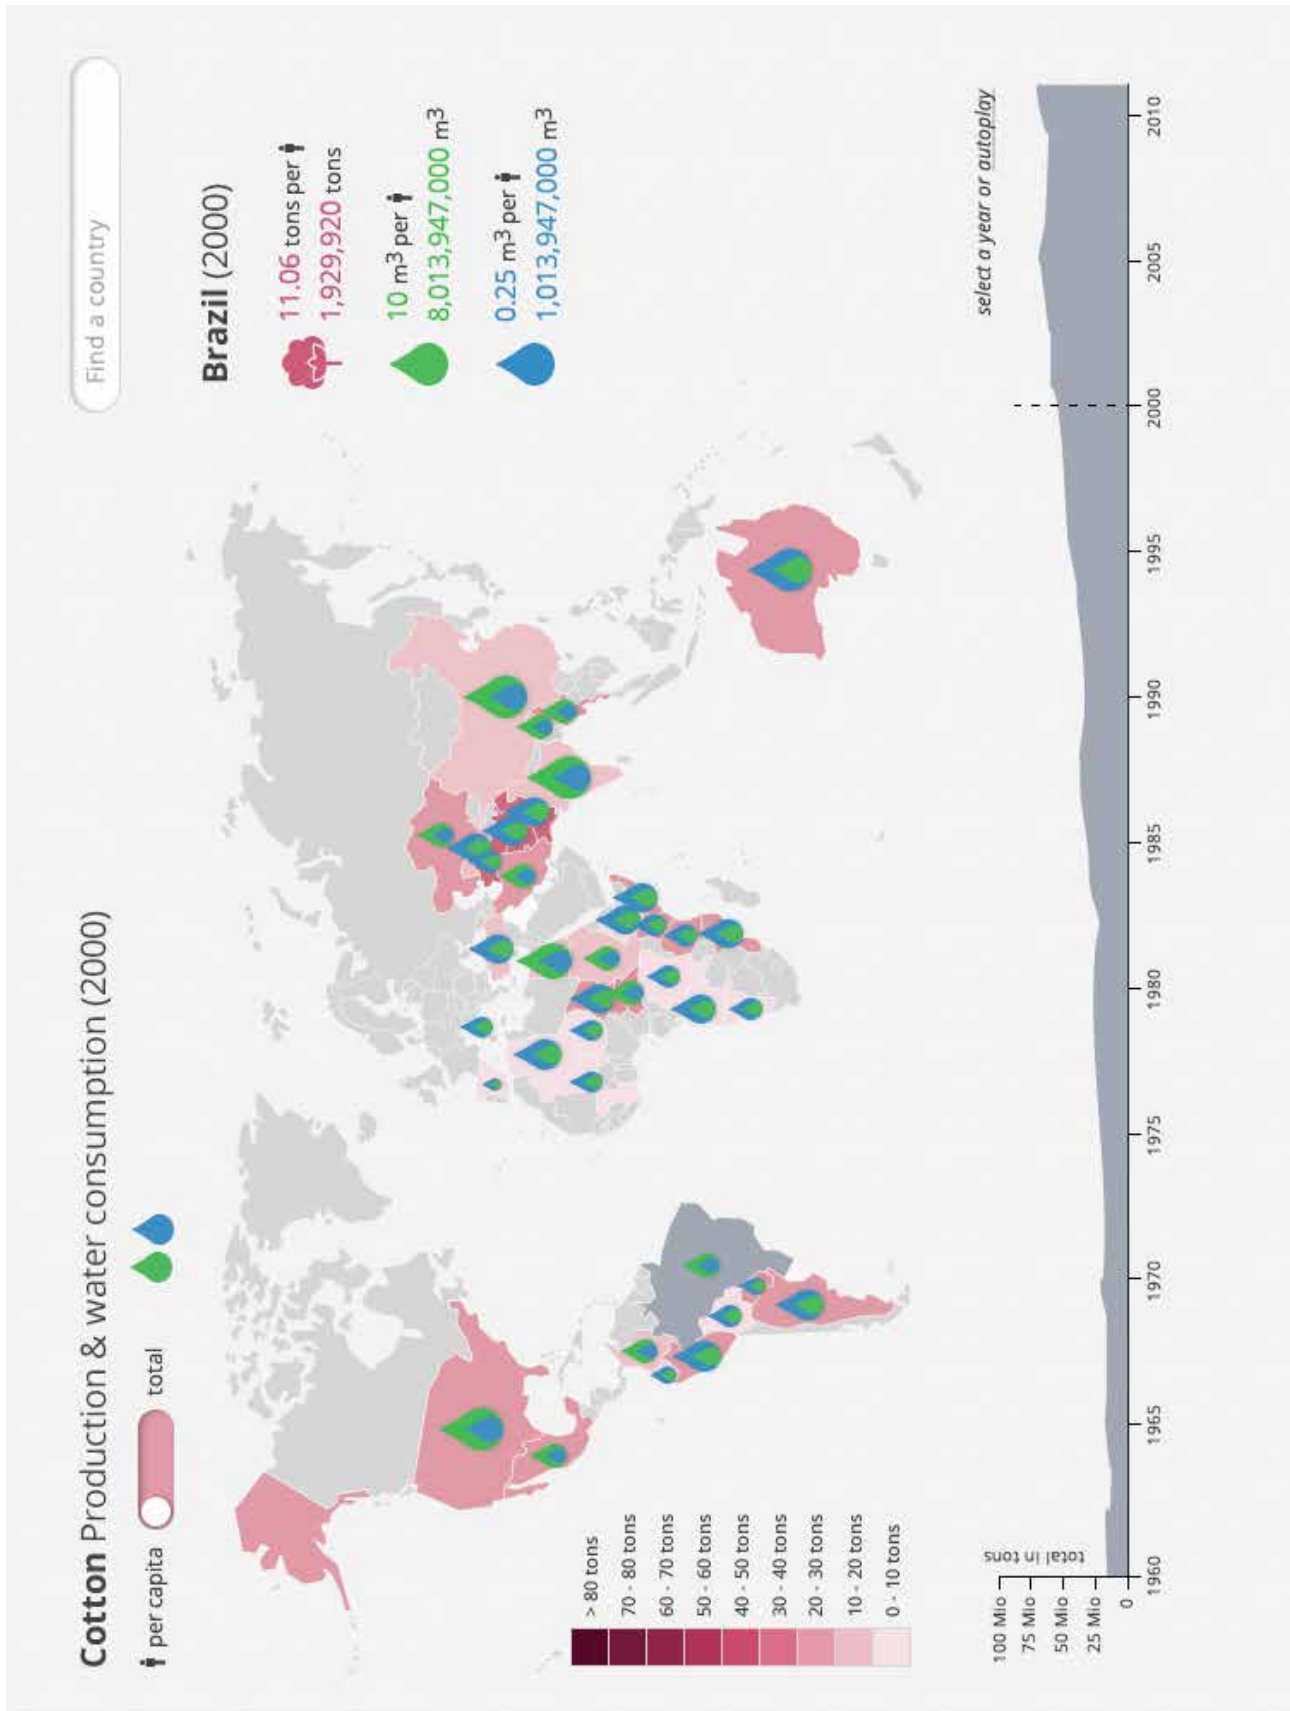 Cotton Production & water consumption (2000)
per capita
total
Find a country
Brazil (2000)
11.06 tons per
1,929,920 tons
10 m³ per
8,013,947,000 m³
0.25 m³ per
1,013,947,000 m³
> 80 tons
70 - 80 tons
60 - 70 tons
50 - 60 tons
40 - 50 tons
30 - 40 tons
20 - 30 tons
10 - 20 tons
0 - 10 tons
select a year or autoplay
100 Mio
75 Mio
50 Mio
25 Mio
0
total in tons
1960 1965 1970 1975 1980 1985 1990 1995 2000 2005 2010